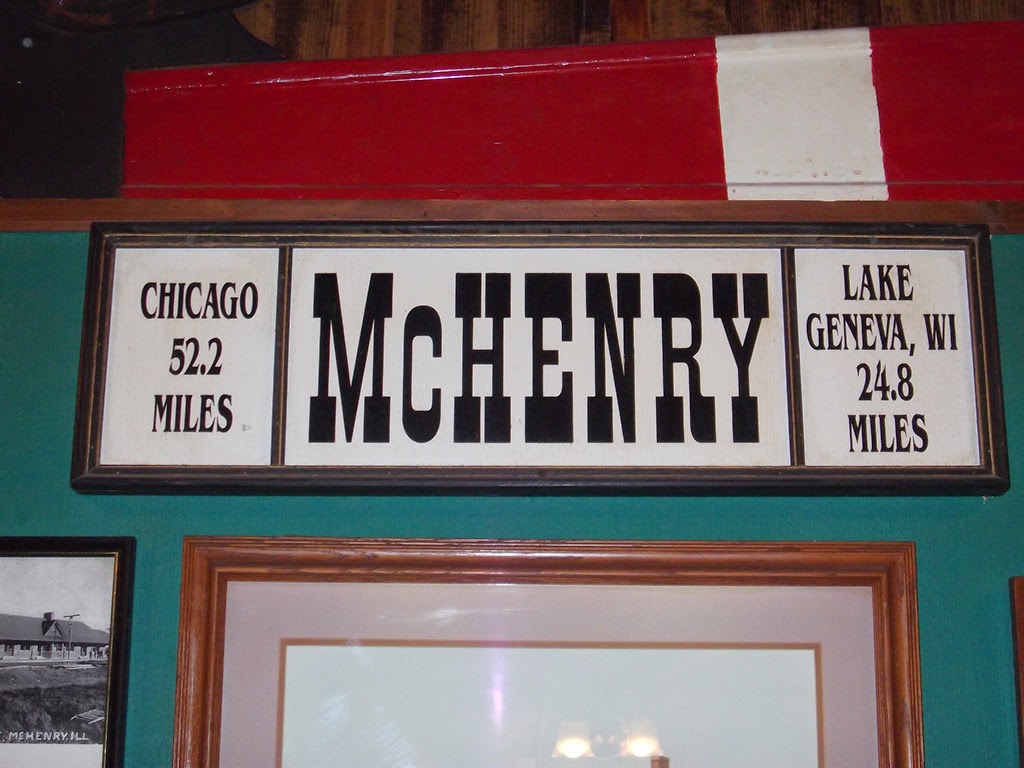 CHICAGO
52.2
MILES
McHENRY
LAKE
GENEVA, WI
24.8
MILES
McHENRY, ILL